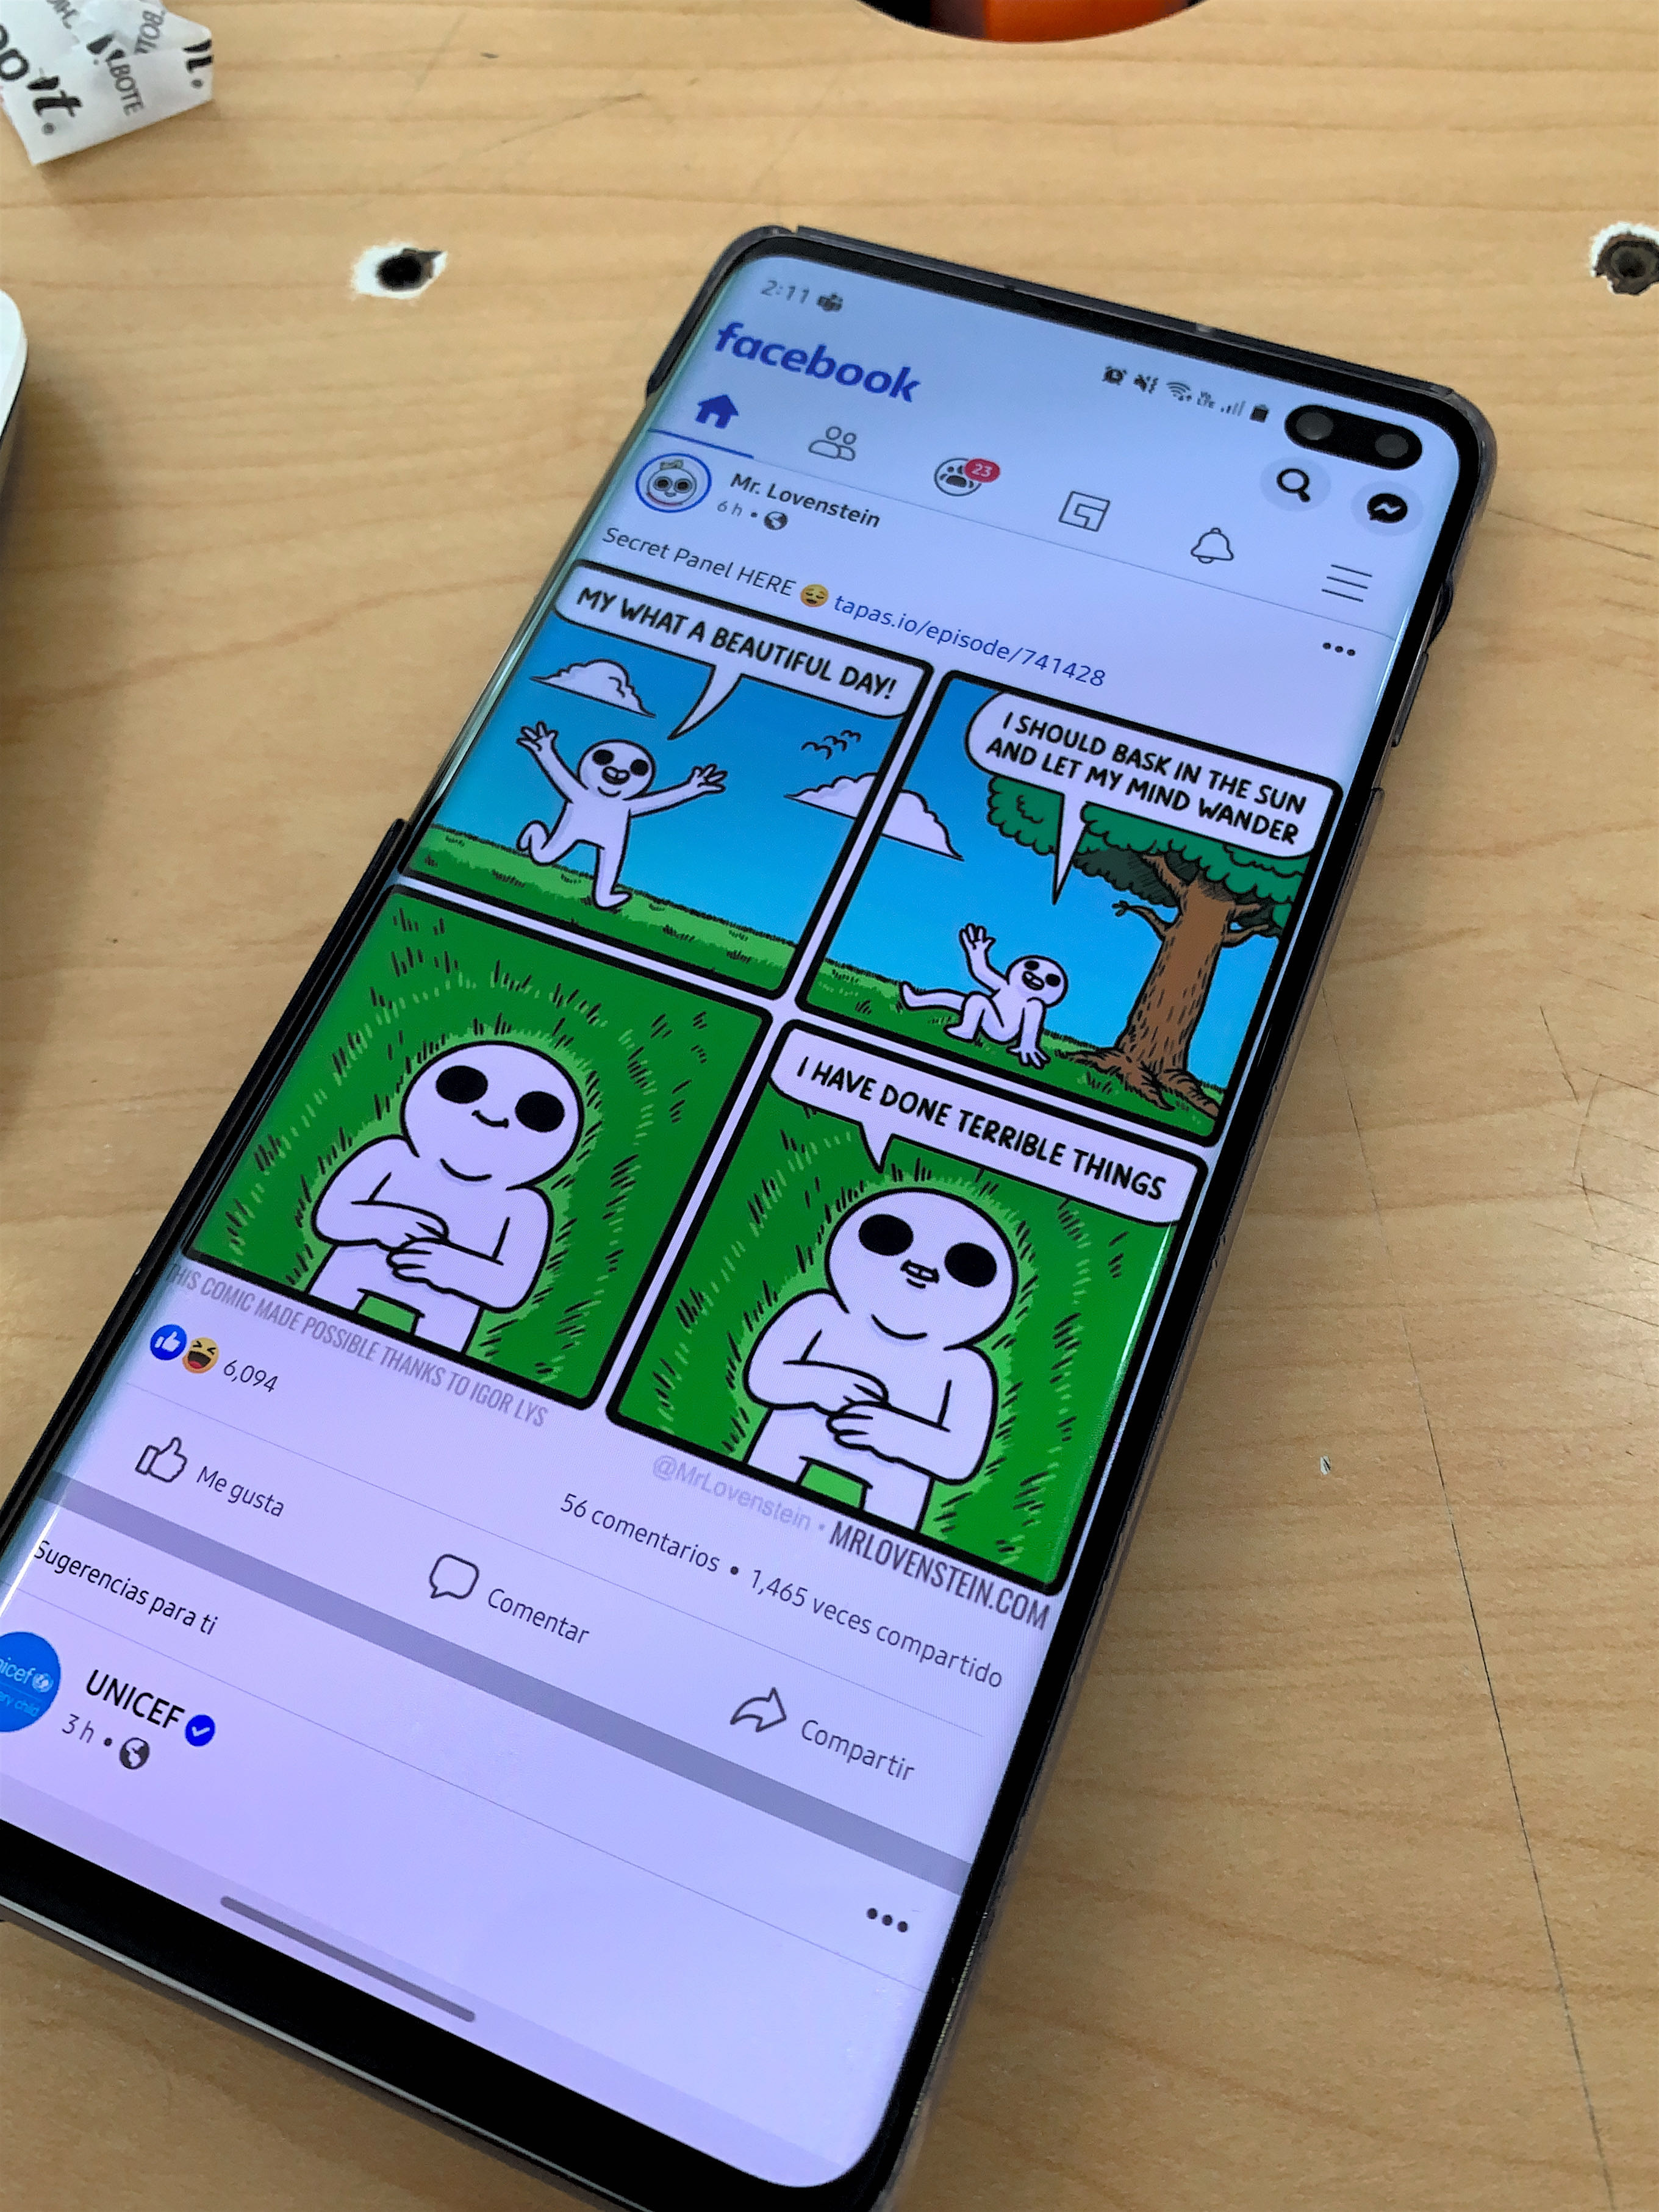 BOTE
2:11
facebook
VO
LTE
23
Mr. Lovenstein
6 h •
Secret Panel HERE 😔 tapas.io/episode/741428
MY WHAT A BEAUTIFUL DAY!
I SHOULD BASK IN THE SUN
AND LET MY MIND WANDER
I HAVE DONE TERRIBLE THINGS
THIS COMIC MADE POSSIBLE THANKS TO IGOR LYS
@MrLovenstein • MRLOVENSTEIN.COM
6,094
56 comentarios • 1,465 veces compartido
Me gusta
Comentar
Compartir
Sugerencias para ti
UNICEF
3 h •